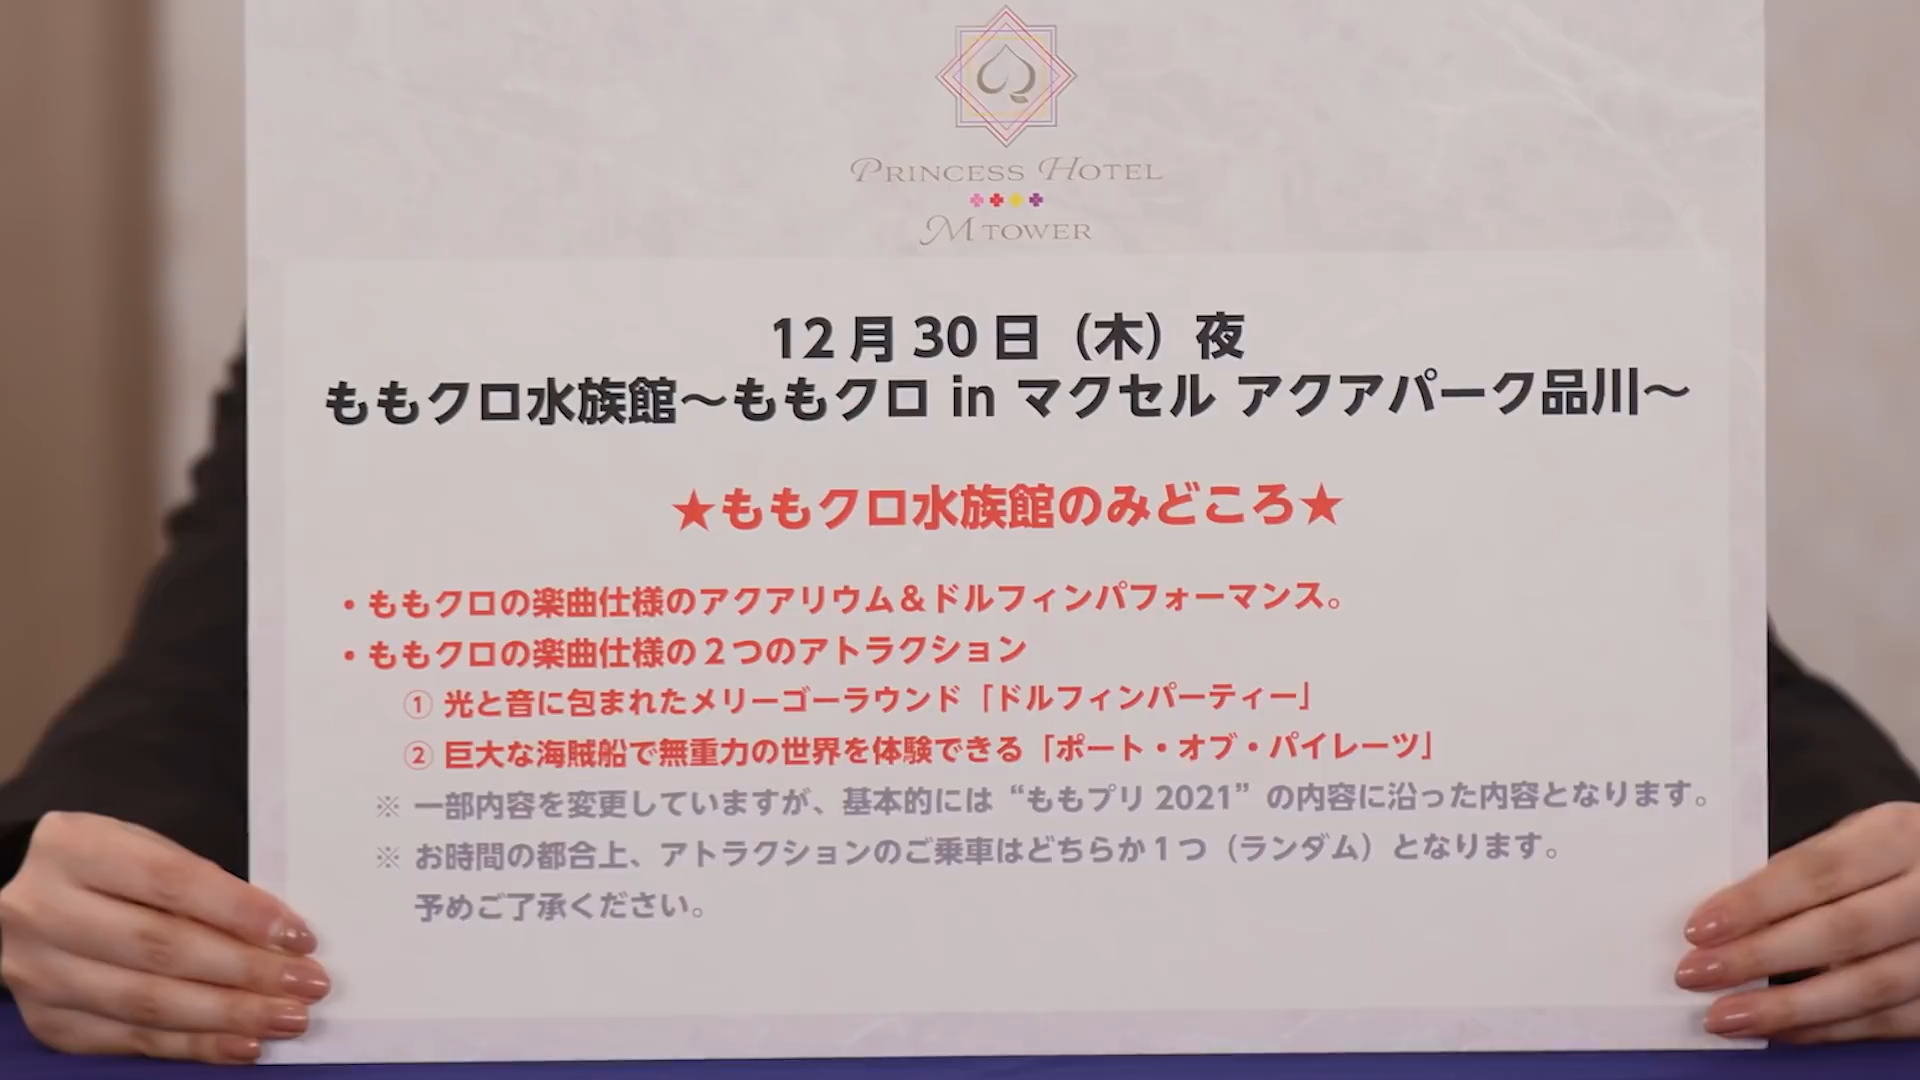 PRINCESS HOTEL
M TOWER
12月30日（木）夜
ももクロ水族館～ももクロ in マクセル アクアパーク品川～
★ももクロ水族館のみどころ★
・ももクロの楽曲仕様のアクアリウム＆ドルフィンパフォーマンス。
・ももクロの楽曲仕様の２つのアトラクション
① 光と音に包まれたメリーゴーラウンド「ドルフィンパーティー」
② 巨大な海賊船で無重力の世界を体験できる「ポート・オブ・パイレーツ」
※ 一部内容を変更していますが、基本的には“ももプリ2021”の内容に沿った内容となります。
※ お時間の都合上、アトラクションのご乗車はどちらか１つ（ランダム）となります。
予めご了承ください。